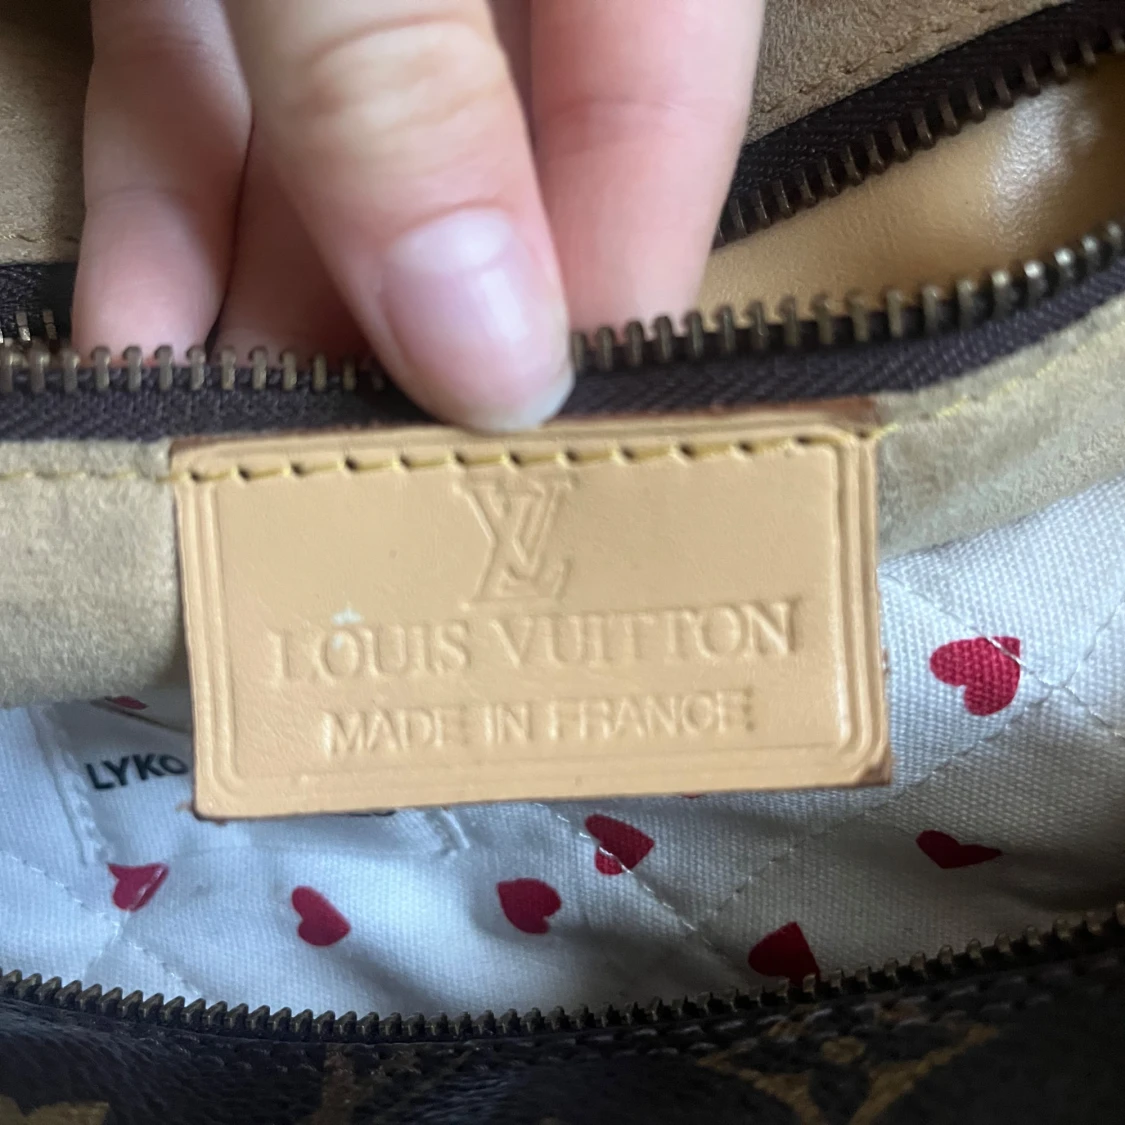 LV
LOUIS VUITTON
MADE IN FRANCE
LYKO